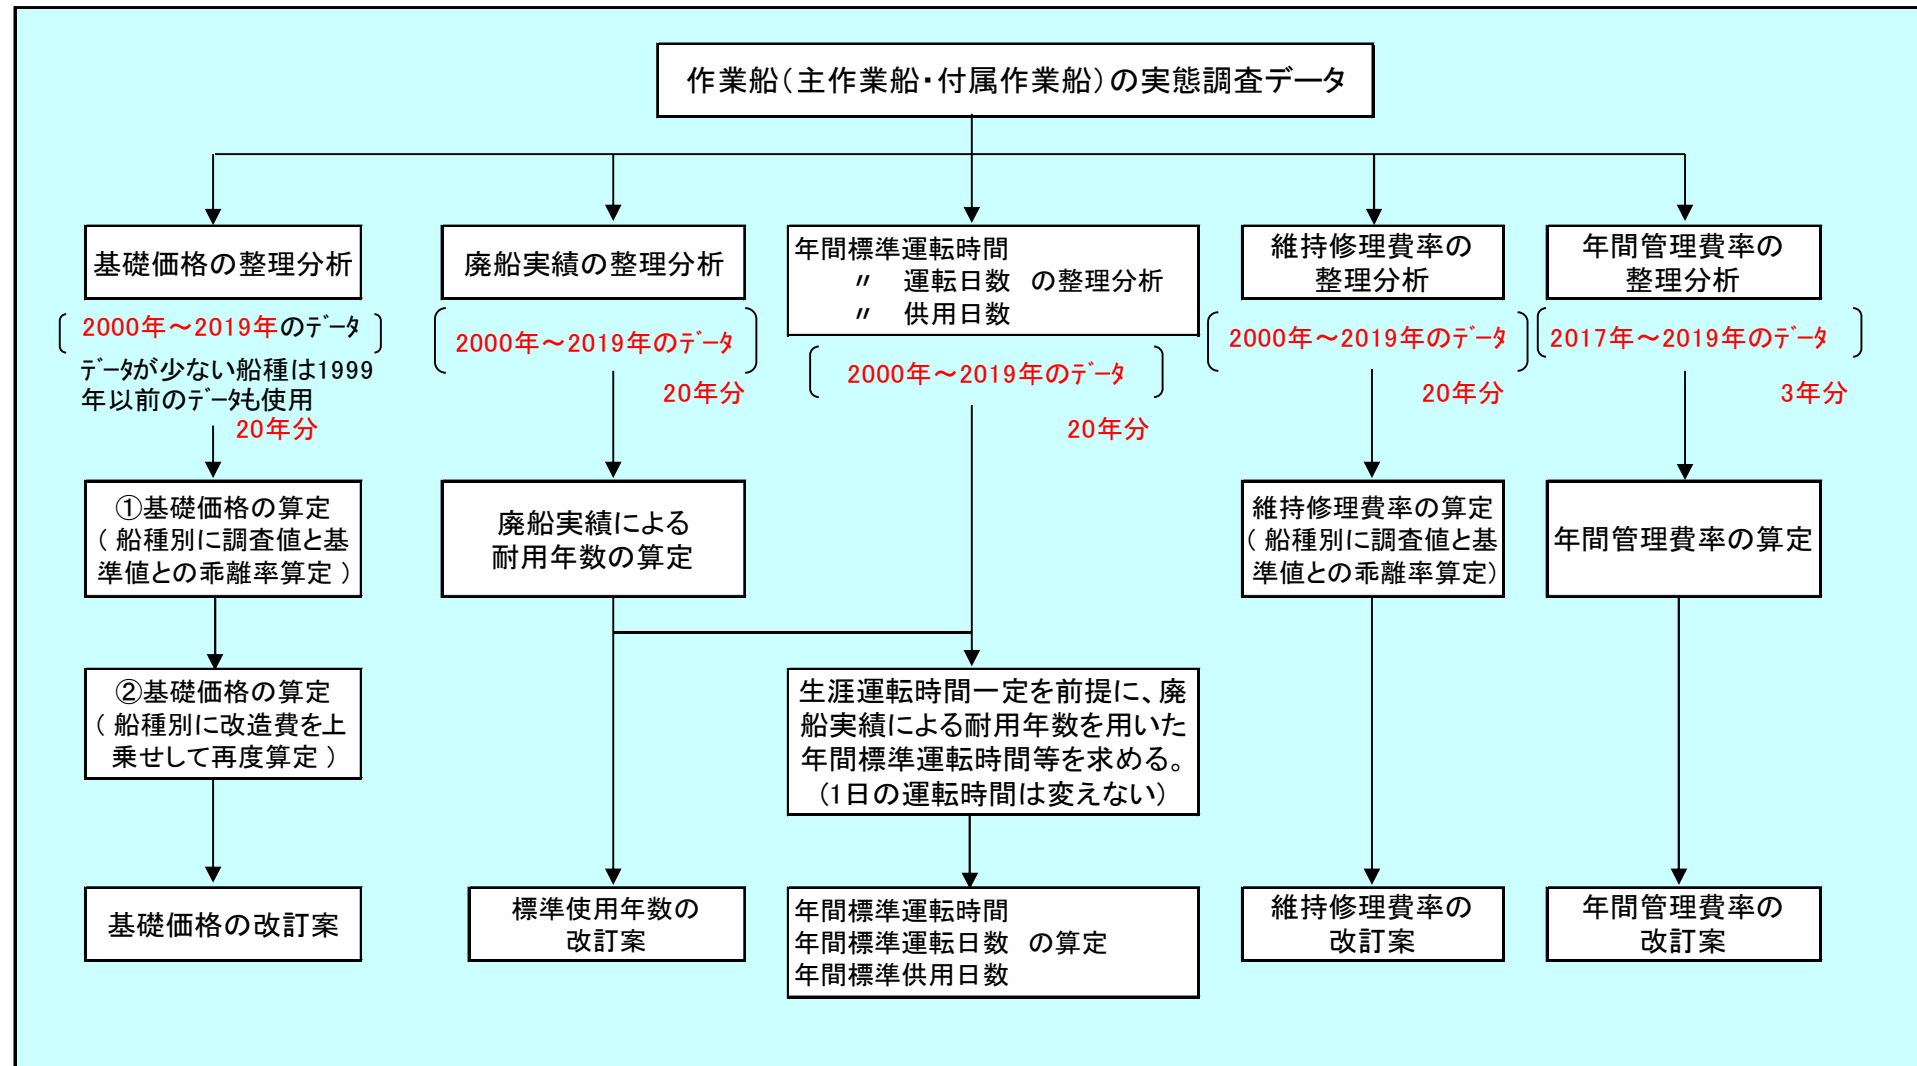 作業船(主作業船・付属作業船)の実態調査データ
基礎価格の整理分析
2000年～2019年のﾃﾞｰﾀ
ﾃﾞｰﾀが少ない船種は1999
年以前のﾃﾞｰﾀも使用
20年分
①基礎価格の算定
( 船種別に調査値と基
準値との乖離率算定 )
②基礎価格の算定
( 船種別に改造費を上
乗せして再度算定 )
基礎価格の改訂案
廃船実績の整理分析
2000年～2019年のﾃﾞｰﾀ
20年分
廃船実績による
耐用年数の算定
標準使用年数の
改訂案
年間標準運転時間
〃 運転日数 の整理分析
〃 供用日数
2000年～2019年のﾃﾞｰﾀ
20年分
生涯運転時間一定を前提に、廃
船実績による耐用年数を用いた
年間標準運転時間等を求める。
(1日の運転時間は変えない)
年間標準運転時間
年間標準運転日数 の算定
年間標準供用日数
維持修理費率の
整理分析
2000年～2019年のﾃﾞｰﾀ
20年分
維持修理費率の算定
( 船種別に調査値と基
準値との乖離率算定)
維持修理費率の
改訂案
年間管理費率の
整理分析
2017年～2019年のﾃﾞｰﾀ
3年分
年間管理費率の算定
年間管理費率の
改訂案